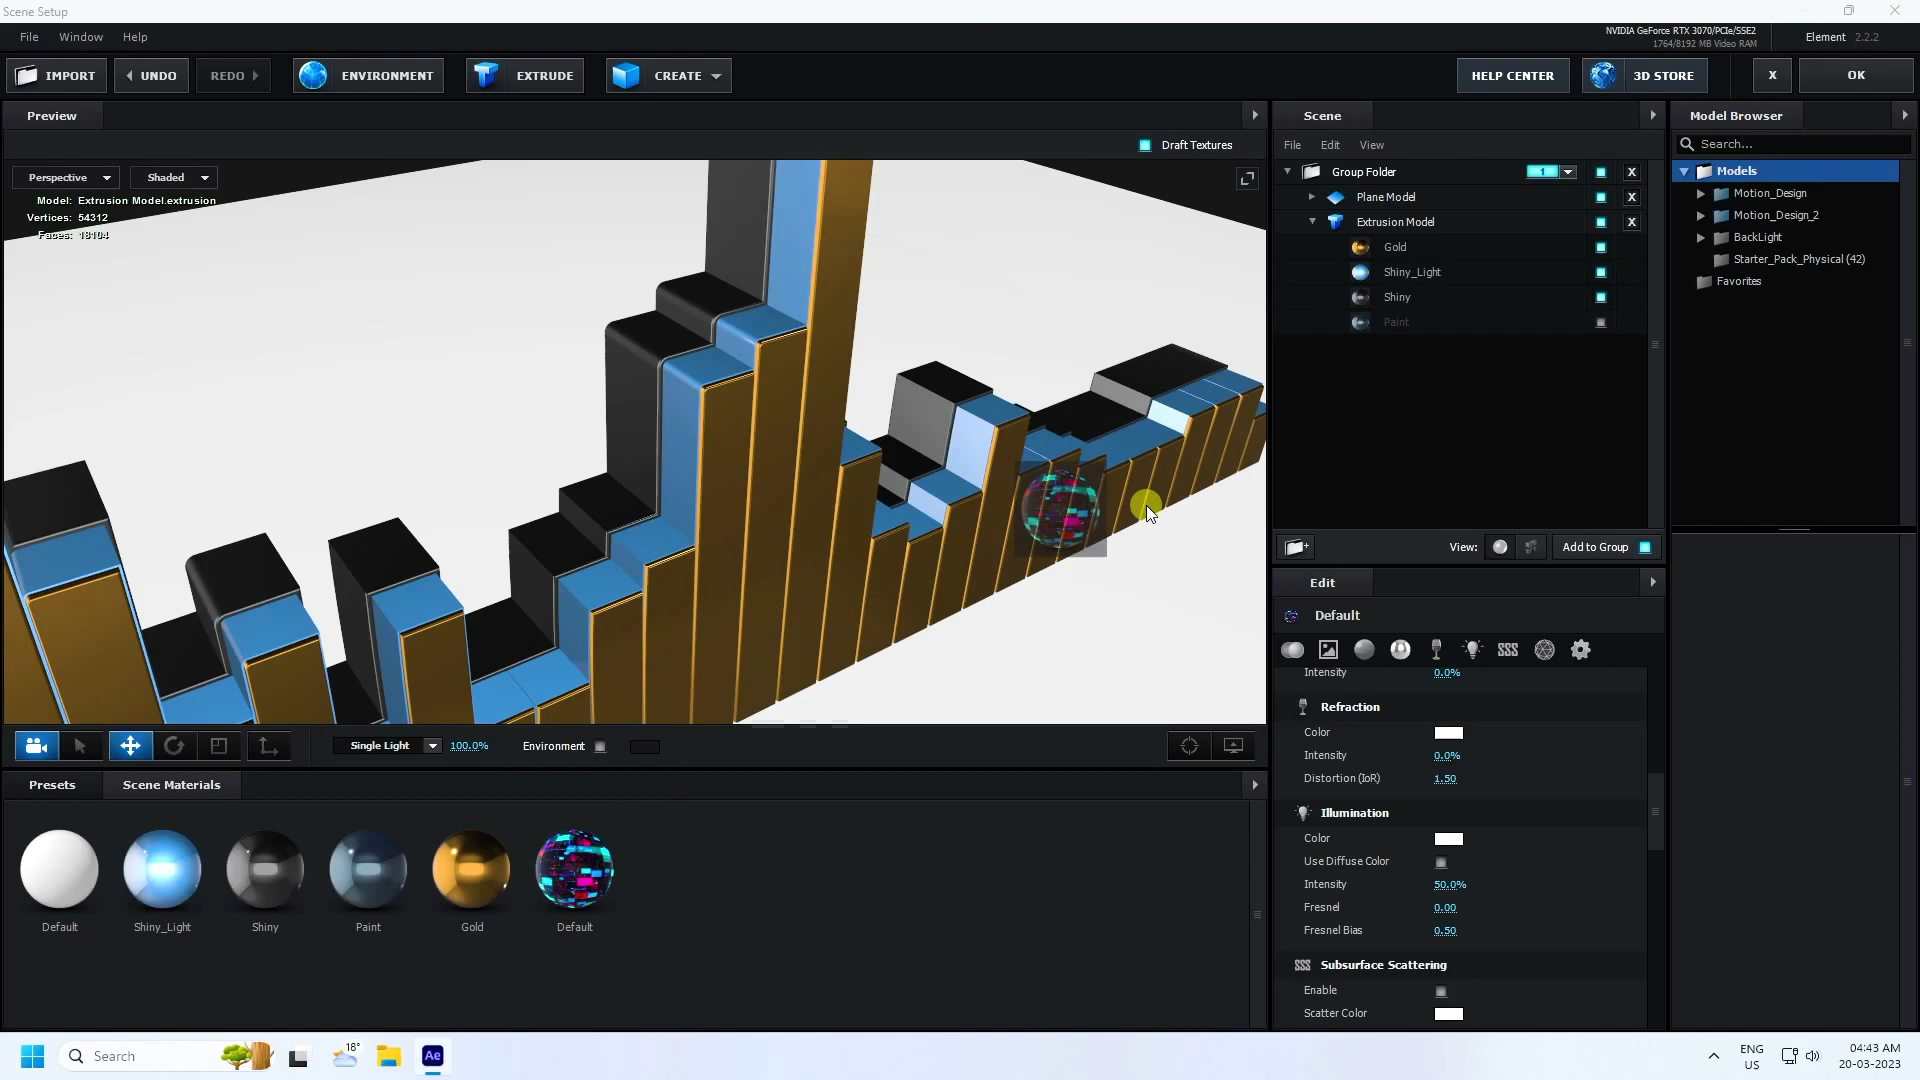 Scene Setup
File Window Help
NVIDIA GeForce RTX 3070/PCIe/SSE2
1764/8192 MB Video RAM
Element 2.2.2
IMPORT UNDO REDO ENVIRONMENT EXTRUDE CREATE HELP CENTER 3D STORE X OK
Preview
Draft Textures
Perspective Shaded
Model: Extrusion Model.extrusion
Vertices: 54312
Faces: 18104
Single Light 100.0% Environment
Presets Scene Materials
Default Shiny_Light Shiny Paint Gold Default
Scene
File Edit View
Group Folder 1 X
Plane Model X
Extrusion Model X
Gold
Shiny_Light
Shiny
Paint
View: Add to Group
Edit
Default
Intensity 0.0%
Refraction
Color
Intensity 0.0%
Distortion (IoR) 1.50
Illumination
Color
Use Diffuse Color
Intensity 50.0%
Fresnel 0.00
Fresnel Bias 0.50
Subsurface Scattering
Enable
Scatter Color
Model Browser
Search...
Models
Motion_Design
Motion_Design_2
BackLight
Starter_Pack_Physical (42)
Favorites
Search
18°
Ae
ENG
US
04:43 AM
20-03-2023